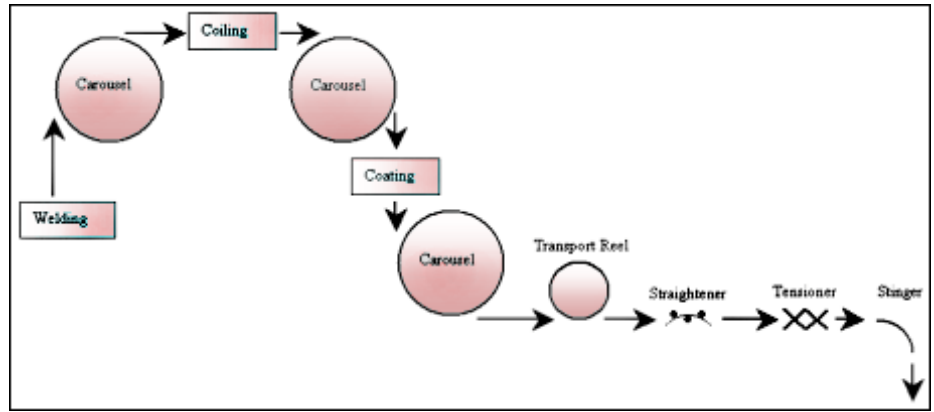 Coiling
Carousel
Carousel
Coating
Welding
Carousel
Transport Reel
Straightener
Tensioner
Stinger